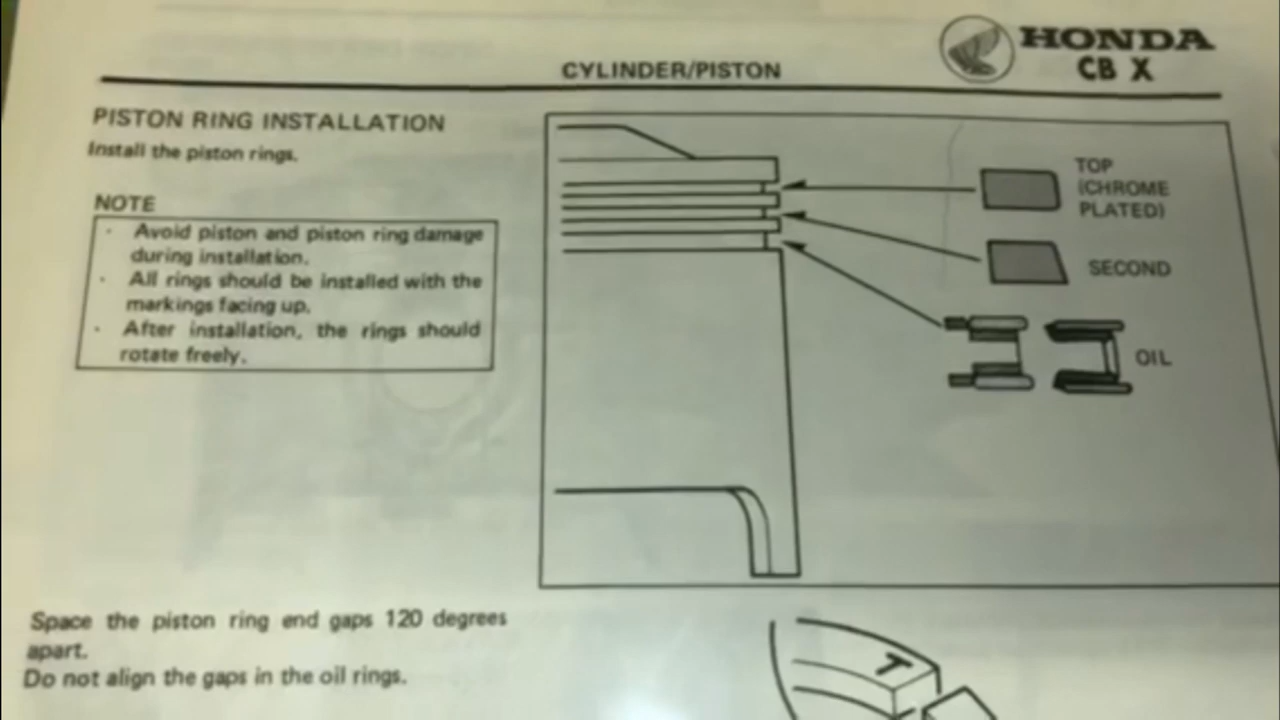 HONDA
CB X
CYLINDER/PISTON
PISTON RING INSTALLATION
Install the piston rings.
NOTE
· Avoid piston and piston ring damage
during installation.
· All rings should be installed with the
markings facing up.
· After installation, the rings should
rotate freely.
TOP
(CHROME
PLATED)
SECOND
OIL
Space the piston ring end gaps 120 degrees
apart.
Do not align the gaps in the oil rings.
T